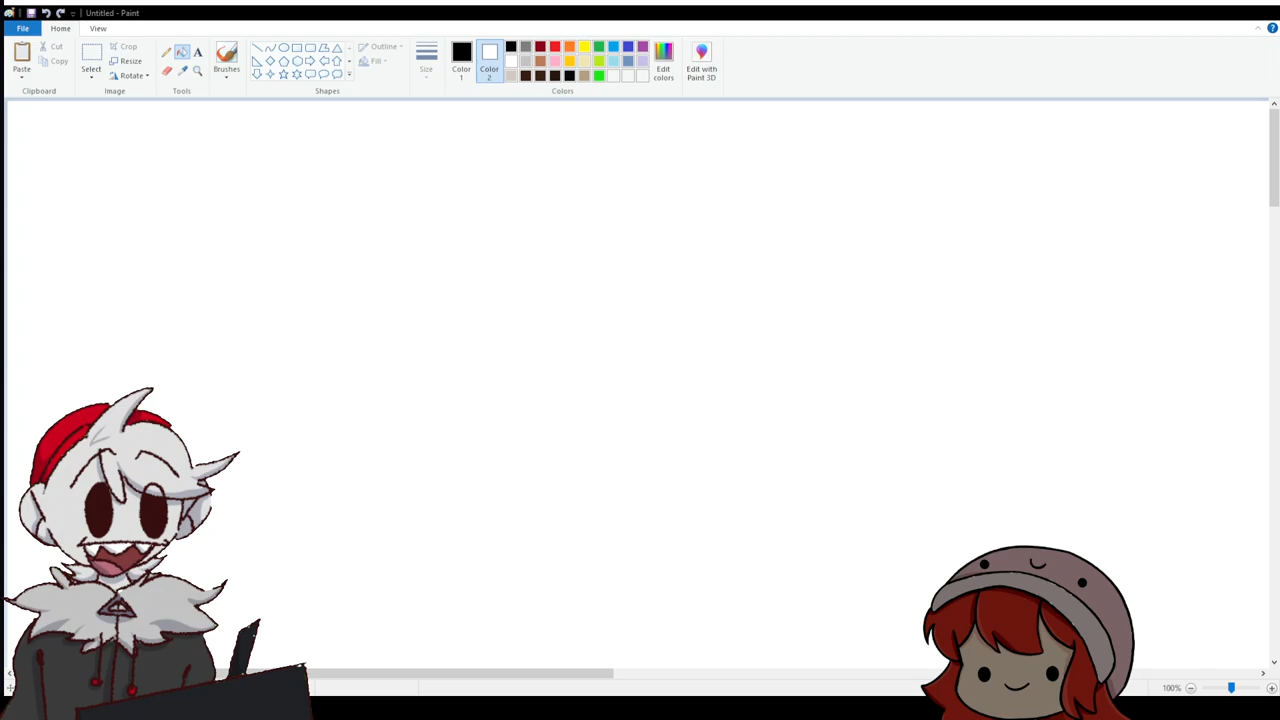 Untitled - Paint
File Home View
Paste
Cut
Copy
Clipboard
Select
Crop
Resize
Rotate
Image
A
Tools
Brushes
Outline
Fill
Shapes
Size
Color
1
Color
2
Edit
colors
Colors
Edit with
Paint 3D
100%